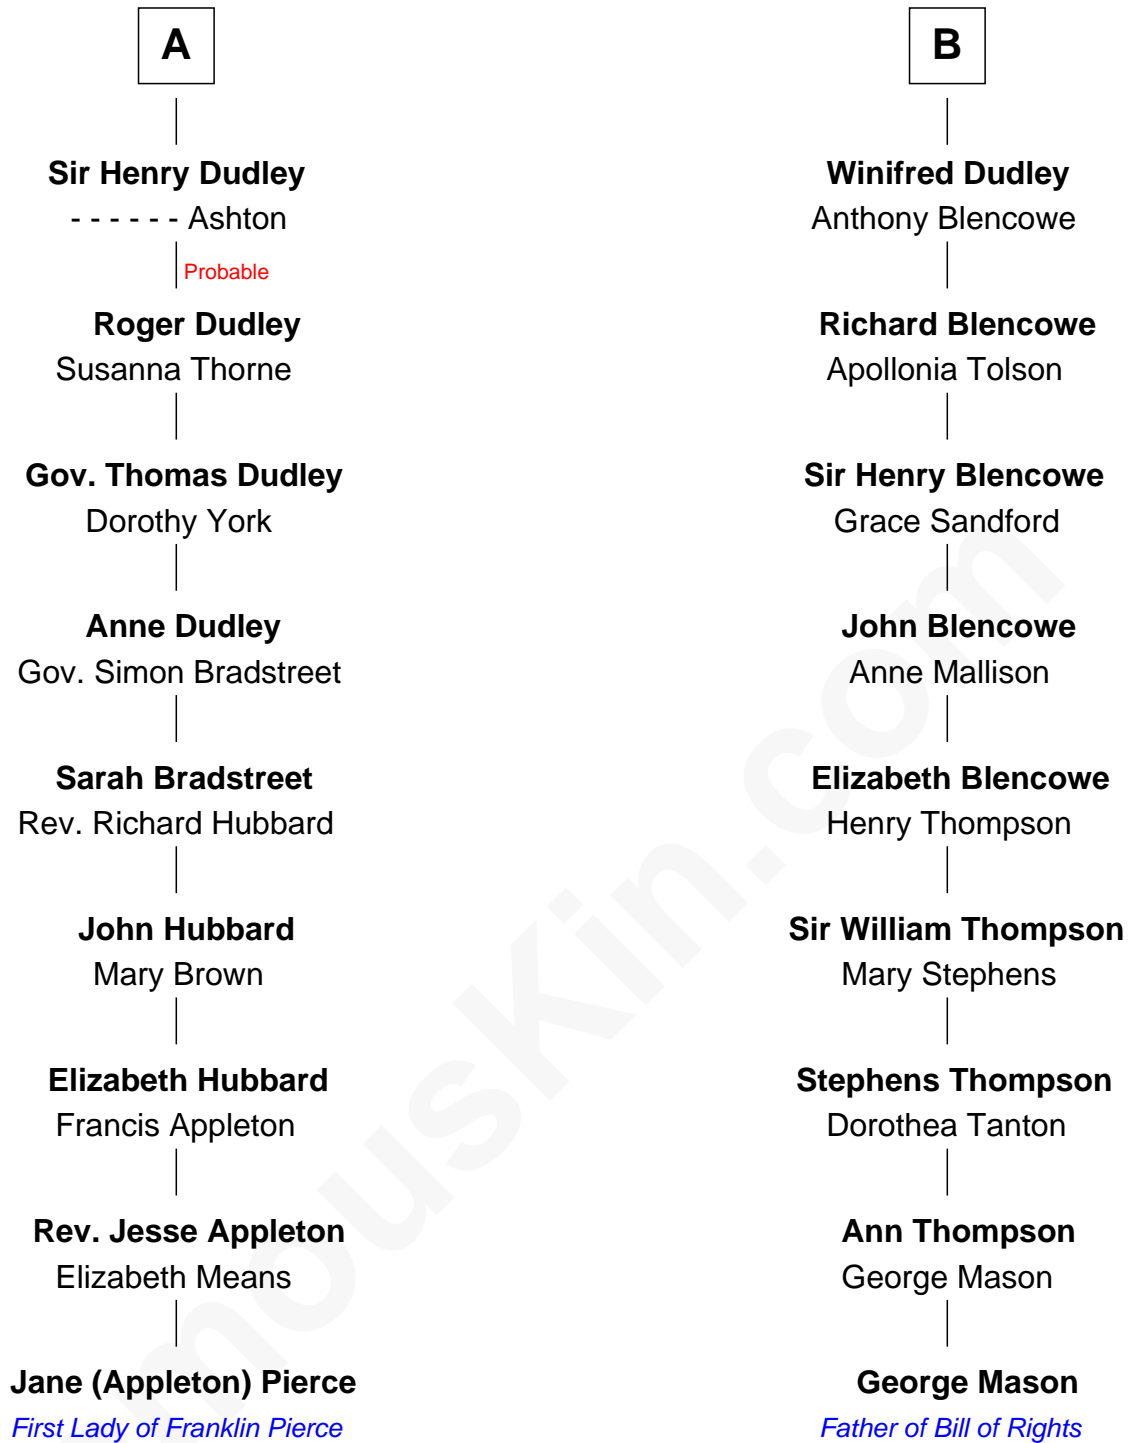 A
Sir Henry Dudley
- - - - - - Ashton
Probable
Roger Dudley
Susanna Thorne
Gov. Thomas Dudley
Dorothy York
Anne Dudley
Gov. Simon Bradstreet
Sarah Bradstreet
Rev. Richard Hubbard
John Hubbard
Mary Brown
Elizabeth Hubbard
Francis Appleton
Rev. Jesse Appleton
Elizabeth Means
Jane (Appleton) Pierce
First Lady of Franklin Pierce
B
Winifred Dudley
Anthony Blencowe
Richard Blencowe
Apollonia Tolson
Sir Henry Blencowe
Grace Sandford
John Blencowe
Anne Mallison
Elizabeth Blencowe
Henry Thompson
Sir William Thompson
Mary Stephens
Stephens Thompson
Dorothea Tanton
Ann Thompson
George Mason
George Mason
Father of Bill of Rights
mousKin.com